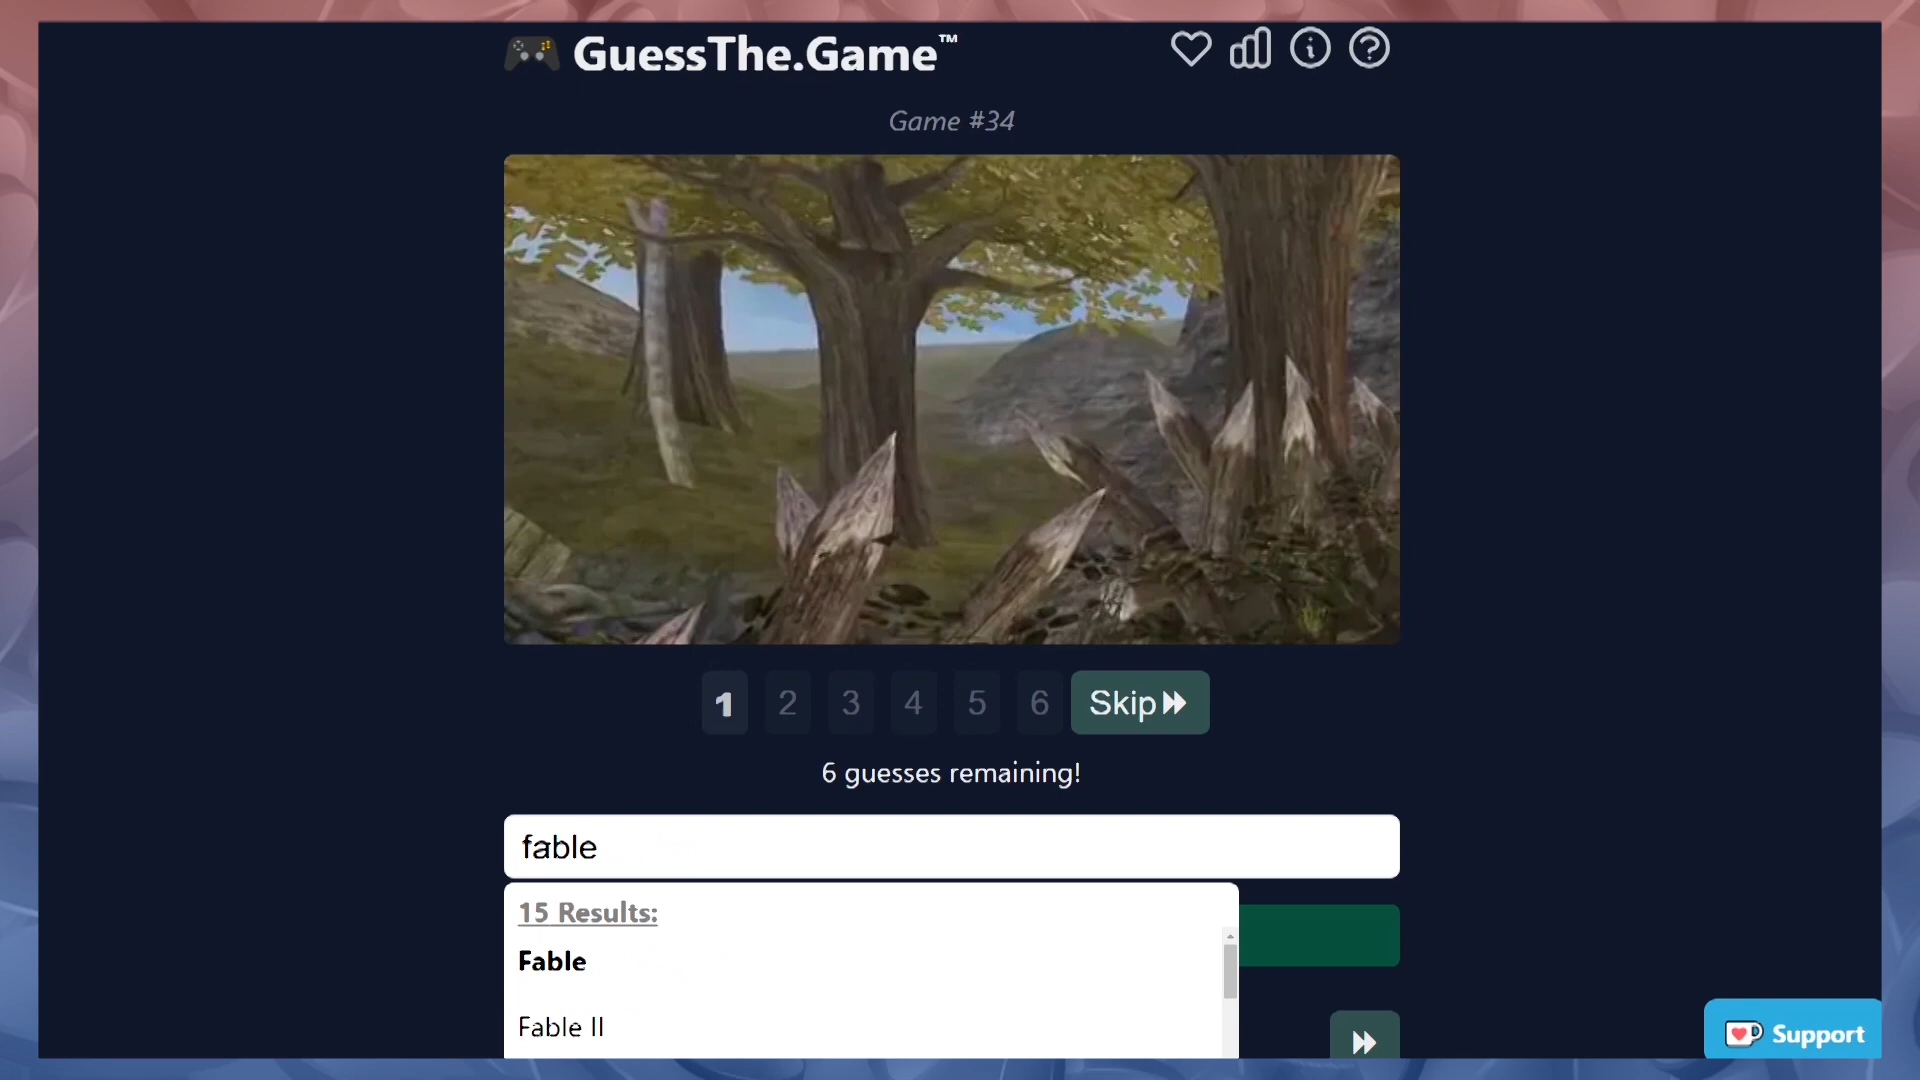 GuessThe.Game™
Game #34
1 2 3 4 5 6 Skip
6 guesses remaining!
fable
15 Results:
Fable
Fable II
Support